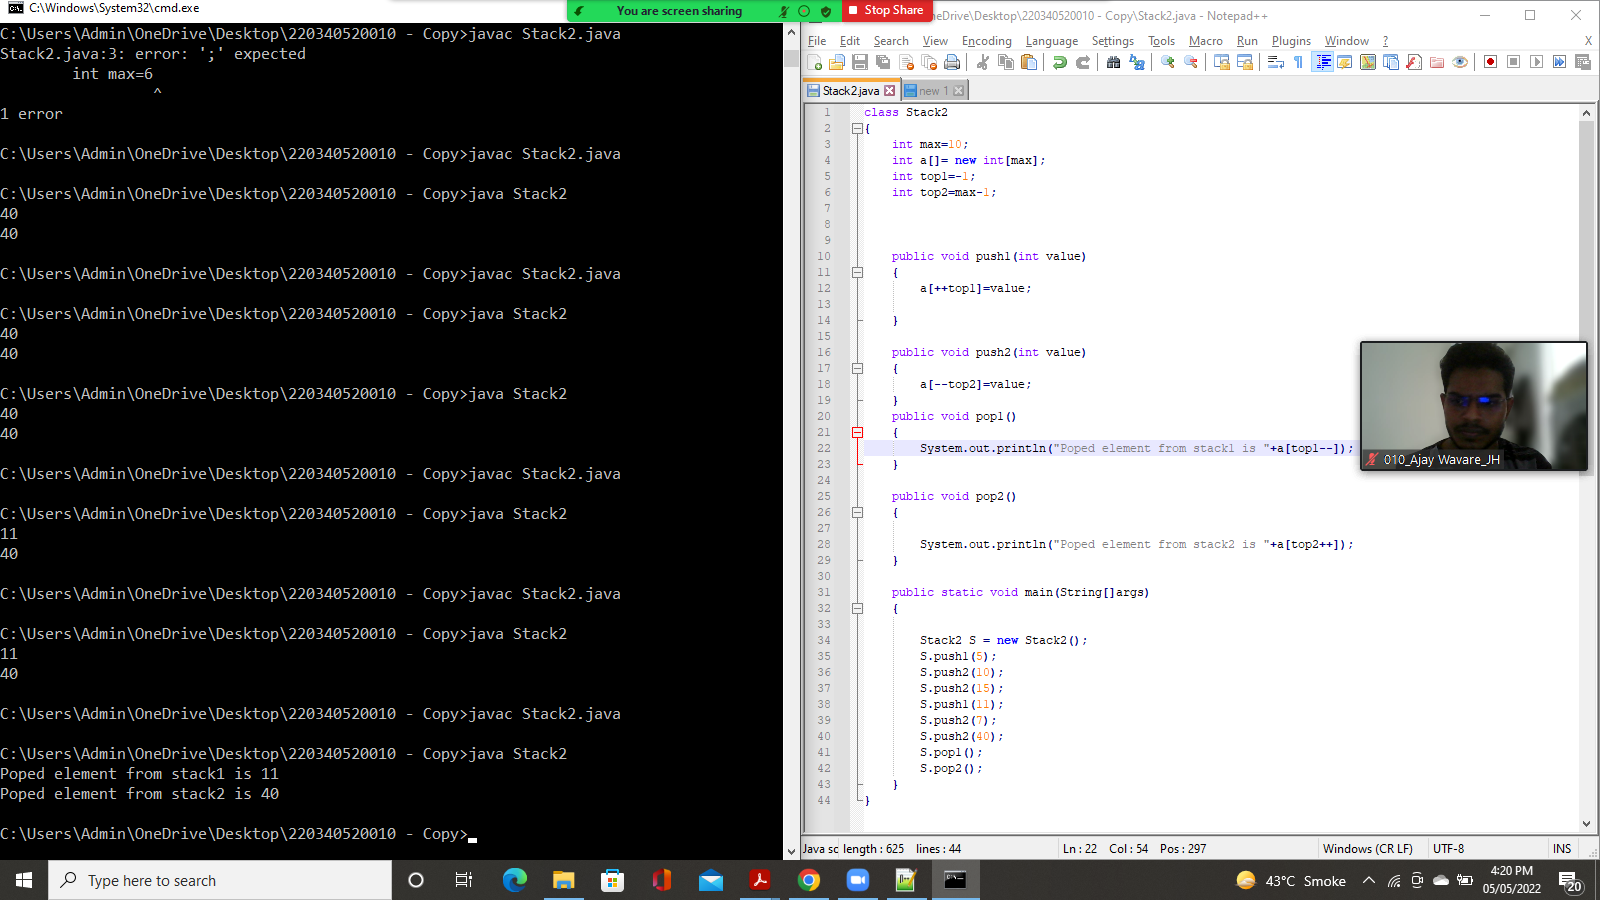 C:\Windows\System32\cmd.exe
You are screen sharing
Stop Share
C:\Users\Admin\OneDrive\Desktop\220340520010 - Copy>javac Stack2.java
Stack2.java:3: error: ';' expected
int max=6
^
1 error
C:\Users\Admin\OneDrive\Desktop\220340520010 - Copy>javac Stack2.java
C:\Users\Admin\OneDrive\Desktop\220340520010 - Copy>java Stack2
40
40
C:\Users\Admin\OneDrive\Desktop\220340520010 - Copy>javac Stack2.java
C:\Users\Admin\OneDrive\Desktop\220340520010 - Copy>java Stack2
40
40
C:\Users\Admin\OneDrive\Desktop\220340520010 - Copy>java Stack2
40
40
C:\Users\Admin\OneDrive\Desktop\220340520010 - Copy>javac Stack2.java
C:\Users\Admin\OneDrive\Desktop\220340520010 - Copy>java Stack2
11
40
C:\Users\Admin\OneDrive\Desktop\220340520010 - Copy>javac Stack2.java
C:\Users\Admin\OneDrive\Desktop\220340520010 - Copy>java Stack2
11
40
C:\Users\Admin\OneDrive\Desktop\220340520010 - Copy>javac Stack2.java
C:\Users\Admin\OneDrive\Desktop\220340520010 - Copy>java Stack2
Poped element from stack1 is 11
Poped element from stack2 is 40
C:\Users\Admin\OneDrive\Desktop\220340520010 - Copy>
eDrive\Desktop\220340520010 - Copy\Stack2.java - Notepad++
File Edit Search View Encoding Language Settings Tools Macro Run Plugins Window ? X
Stack2.java new 1
1 class Stack2
2 {
3 int max=10;
4 int a[]= new int[max];
5 int top1=-1;
6 int top2=max-1;
7
8
9
10 public void push1(int value)
11 {
12 a[++top1]=value;
13
14 }
15
16 public void push2(int value)
17 {
18 a[--top2]=value;
19 }
20 public void pop1()
21 {
22 System.out.println("Poped element from stack1 is "+a[top1--]);
23 }
24
25 public void pop2()
26 {
27
28 System.out.println("Poped element from stack2 is "+a[top2++]);
29 }
30
31 public static void main(String[]args)
32 {
33
34 Stack2 S = new Stack2();
35 S.push1(5);
36 S.push2(10);
37 S.push2(15);
38 S.push1(11);
39 S.push2(7);
40 S.push2(40);
41 S.pop1();
42 S.pop2();
43 }
44 }
010_Ajay Wavare_JH
Java sc length : 625 lines : 44 Ln : 22 Col : 54 Pos : 297 Windows (CR LF) UTF-8 INS
Type here to search
43°C Smoke
4:20 PM
05/05/2022
20